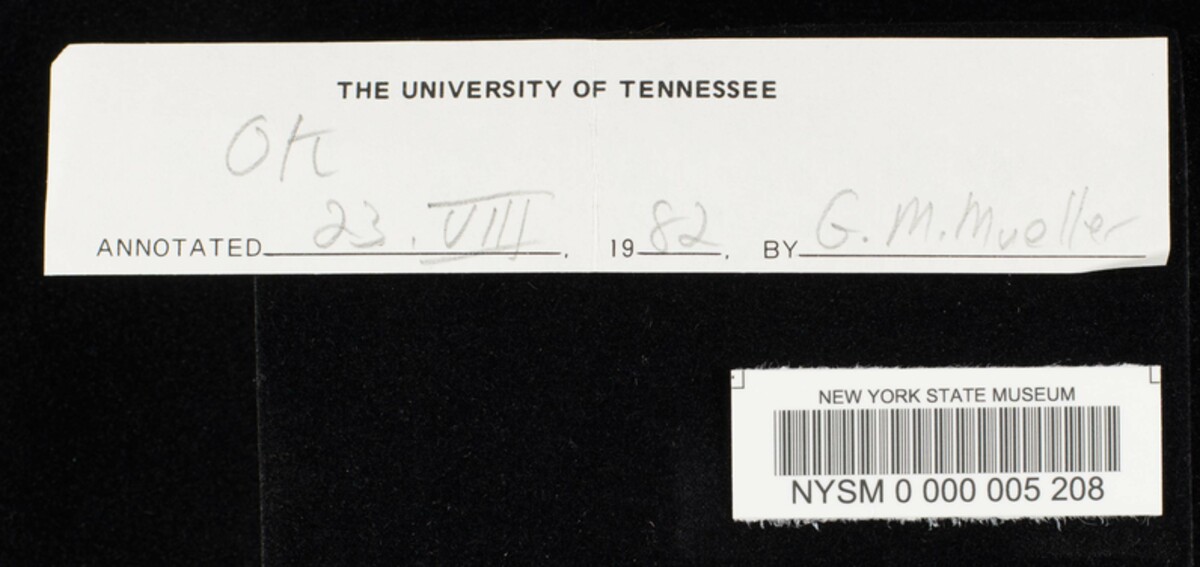 THE UNIVERSITY OF TENNESSEE
OK
ANNOTATED 23. VIII, 1982, BY G. M. Mueller
NEW YORK STATE MUSEUM
NYSM 0 000 005 208